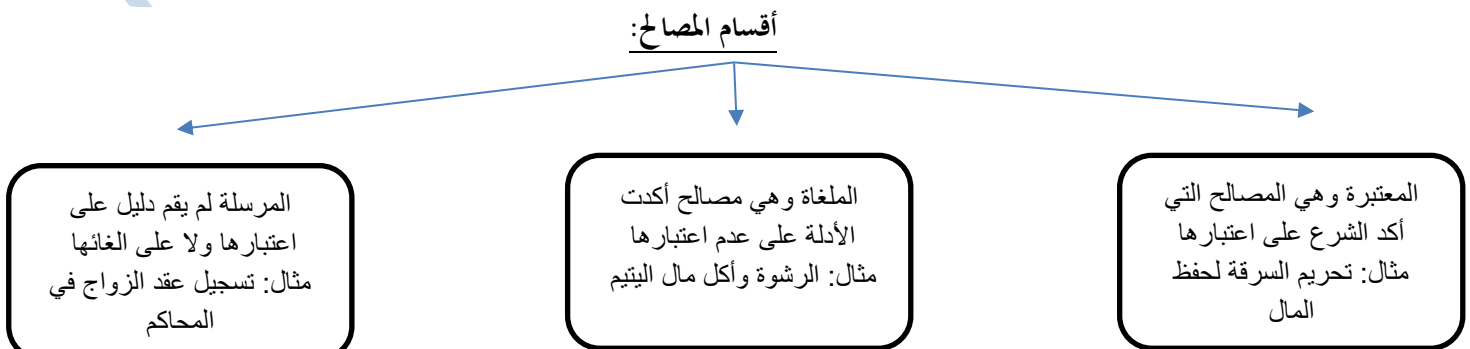 أقسام المصالح:
المعتبرة وهي المصالح التي
أكد الشرع على اعتبارها
مثال: تحريم السرقة لحفظ
المال
الملغاة وهي مصالح أكدت
الأدلة على عدم اعتبارها
مثال: الرشوة وأكل مال اليتيم
المرسلة لم يقم دليل على
اعتبارها ولا على الغائها
مثال: تسجيل عقد الزواج في
المحاكم